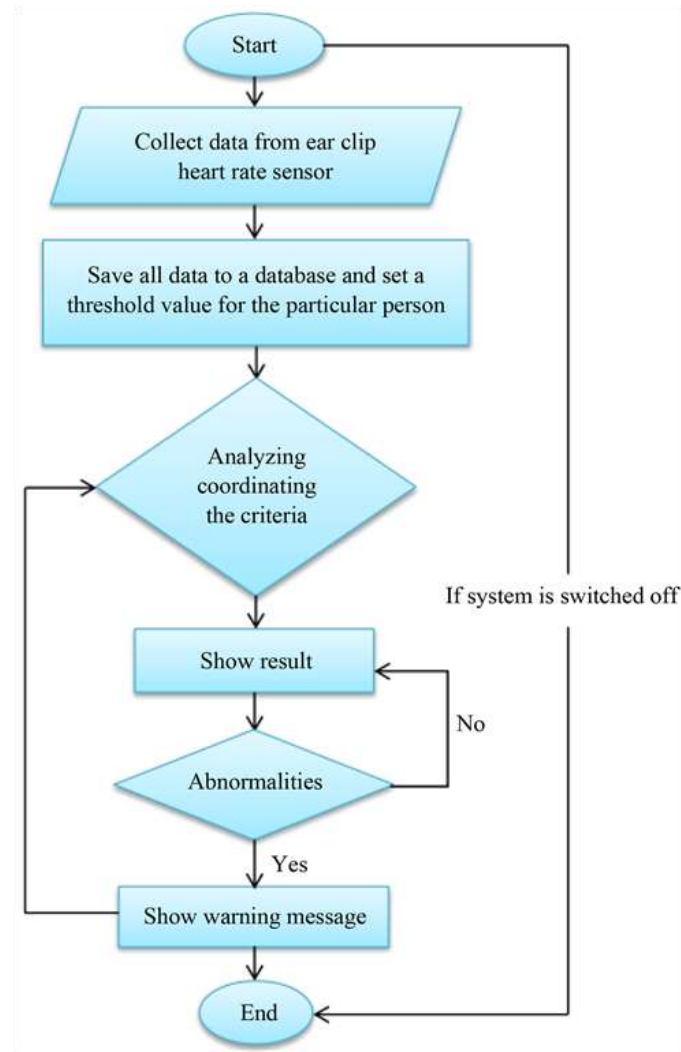 Start
Collect data from ear clip
heart rate sensor
Save all data to a database and set a
threshold value for the particular person
Analyzing
coordinating
the criteria
If system is switched off
Show result
No
Abnormalities
Yes
Show warning message
End